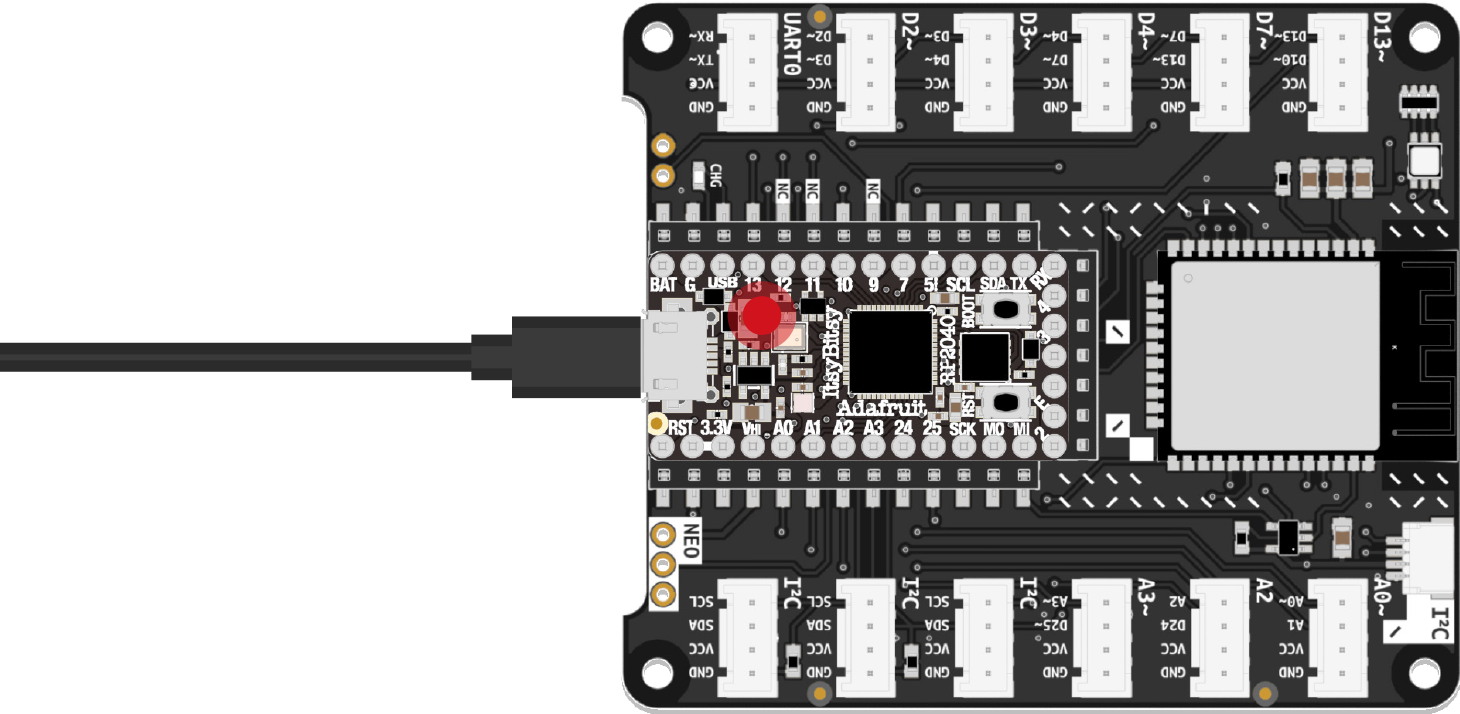 UART0
RX~
TX~
VCC
GND
D2~
D2~
D3~
VCC
GND
D3~
D3~
D4~
VCC
GND
D4~
D4~
D7~
VCC
GND
D7~
D7~
D13~
VCC
GND
D13~
D13~
D10~
VCC
GND
CHG
NC
NC
NC
BAT G USB 13 12 11 10 9 7 5! SCL SDA TX RX
4
3
BOOT
ItsyBitsy
RP2040
Adafruit
RST
E
2
RST 3.3V VHI A0 A1 A2 A3 24 25 SCK MO MI
NEO
I²C
SCL
SDA
VCC
GND
I²C
SCL
SDA
VCC
GND
I²C
SCL
SDA
VCC
GND
A3~
A3~
D25~
VCC
GND
A2
A2
D24
VCC
GND
A0~
A0~
A1
VCC
GND
I²C